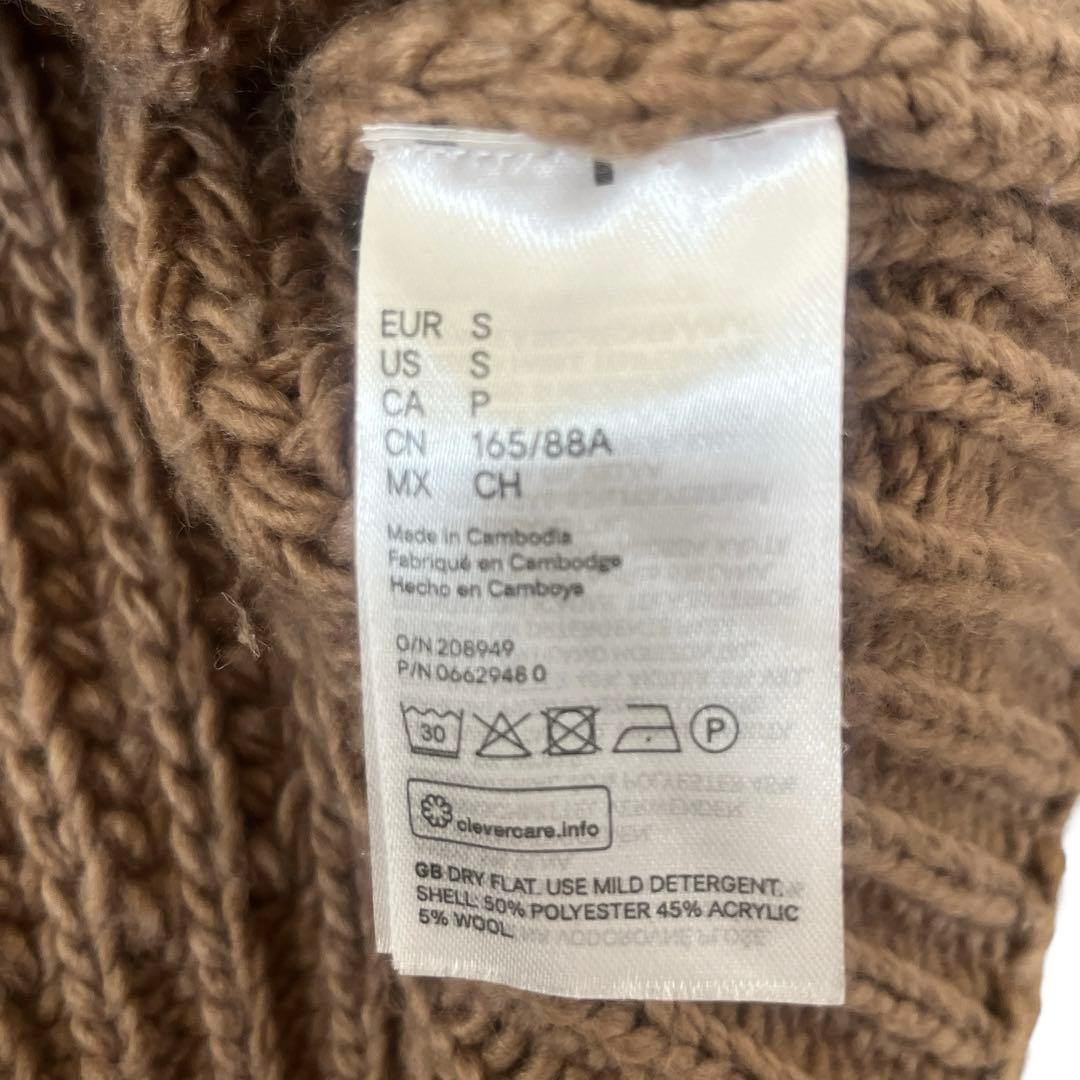 EUR S
US S
CA P
CN 165/88A
MX CH
Made in Cambodia
Fabriqué en Cambodge
Hecho en Camboya
O/N 208949
P/N 0662948 0
30
P
clevercare.info
GB DRY FLAT. USE MILD DETERGENT.
SHELL: 50% POLYESTER 45% ACRYLIC
5% WOOL.